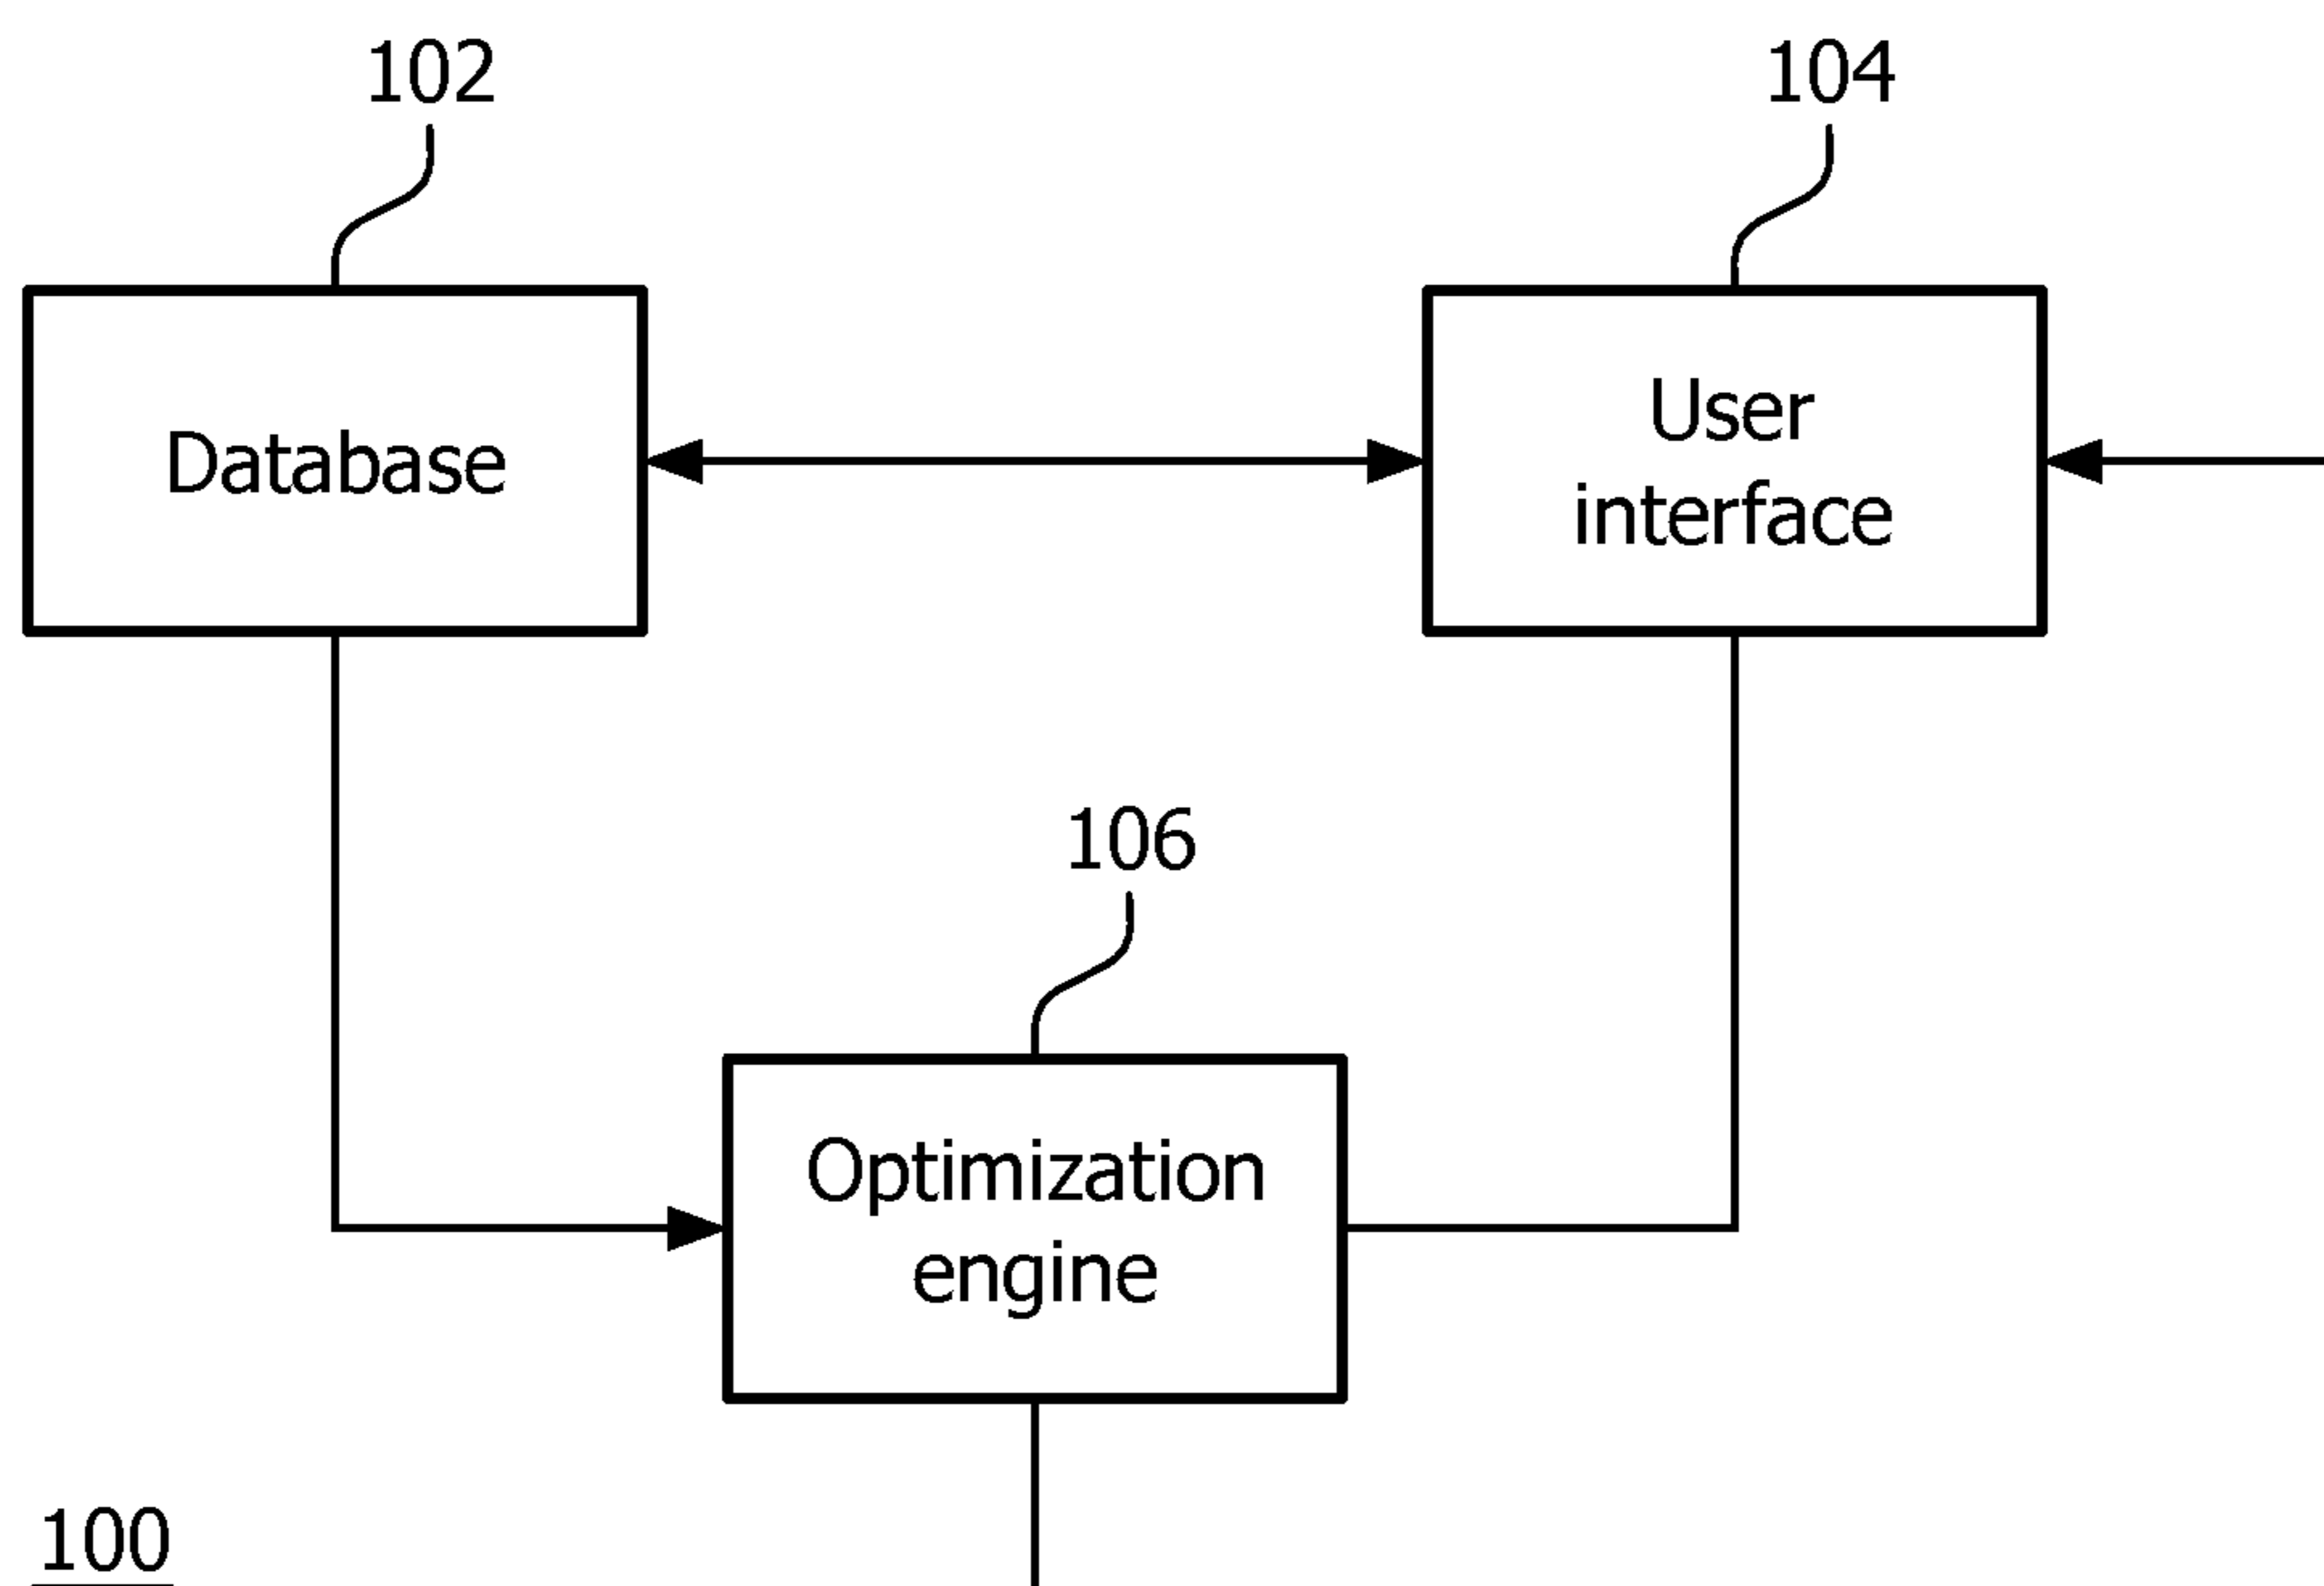 102
104
Database
User
interface
106
Optimization
engine
100